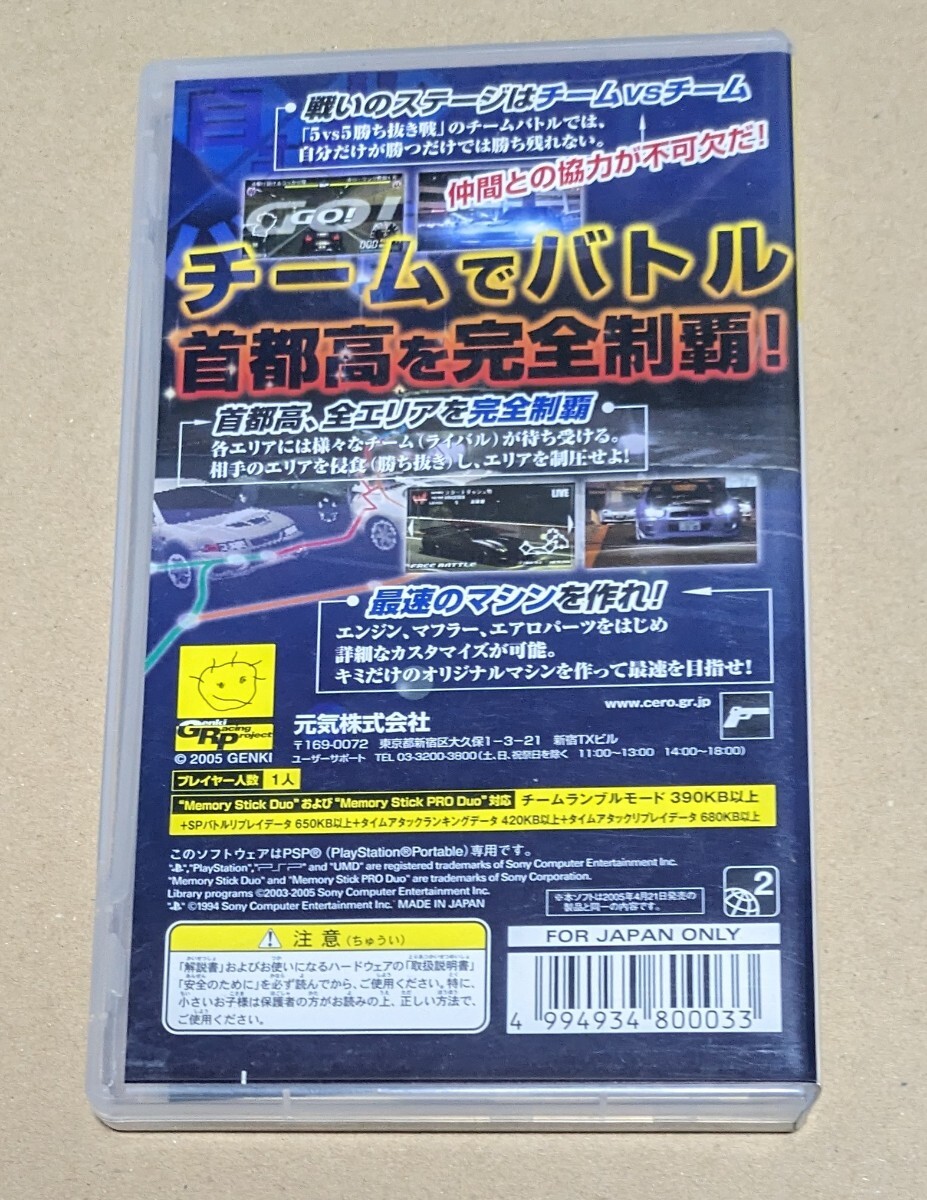 戦いのステージはチームVSチーム
「5vs5勝ち抜き戦」のチームバトルでは。
自分だけが勝つだけでは勝ち残れない。
仲間との協力が不可欠だ!
GO!
チームでバトル
首都高を完全制覇!
首都高、全エリアを完全制覇
各エリアには様々なチーム(ライバル)が待ち受ける。
相手のエリアを侵食(勝ち抜き)し、エリアを制圧せよ!
LIVE
FREE BATTLE
最速のマシンを作れ!
エンジン、マフラー、エアロパーツをはじめ
詳細なカスタマイズが可能。
キミだけのオリジナルマシンを作って最速を目指せ!
www.cero.gr.jp
Genki Racing Project
© 2005 GENKI
元気株式会社
〒169-0072 東京都新宿区大久保1-3-21 新宿TXビル
ユーザーサポート TEL 03-3200-3800(土、日、祝祭日を除く 11:00~13:00 14:00~18:00)
プレイヤー人数 1人
"Memory Stick Duo"および"Memory Stick PRO Duo"対応 チームランブルモード 390KB以上
+SPバトルリプレイデータ 650KB以上+タイムアタックランキングデータ 420KB以上+タイムアタックリプレイデータ 680KB以上
このソフトウェアはPSP®(PlayStation®Portable)専用です。
"PlayStation", "PSP" and "UMD" are registered trademarks of Sony Computer Entertainment Inc.
"Memory Stick Duo" and "Memory Stick PRO Duo" are trademarks of Sony Corporation.
Library programs ©2003-2005 Sony Computer Entertainment Inc.
©1994 Sony Computer Entertainment Inc. MADE IN JAPAN
※本ソフトは2005年4月21日発売の
製品と同一の内容です。
2
注意(ちゅうい)
「解説書」およびお使いになるハードウェアの「取扱説明書」
「安全のために」を必ず読んでから、ご使用ください。特に、
小さいお子様は保護者の方がお読みの上、正しい方法で、
ご使用ください。
FOR JAPAN ONLY
4 994934 800033